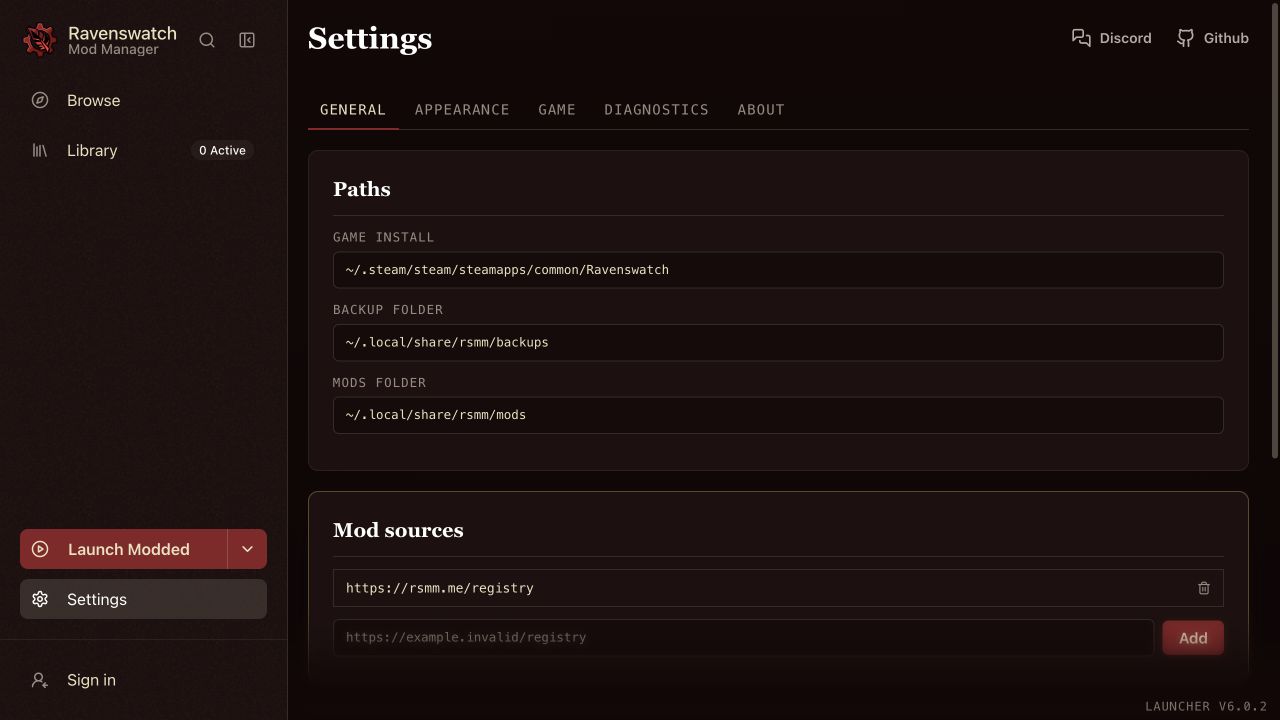 Ravenswatch
Mod Manager
Browse
Library
0 Active
Launch Modded
Settings
Sign in
Settings
Discord
Github
GENERAL
APPEARANCE
GAME
DIAGNOSTICS
ABOUT
Paths
GAME INSTALL
~/.steam/steam/steamapps/common/Ravenswatch
BACKUP FOLDER
~/.local/share/rsmm/backups
MODS FOLDER
~/.local/share/rsmm/mods
Mod sources
https://rsmm.me/registry
https://example.invalid/registry
Add
LAUNCHER V6.0.2